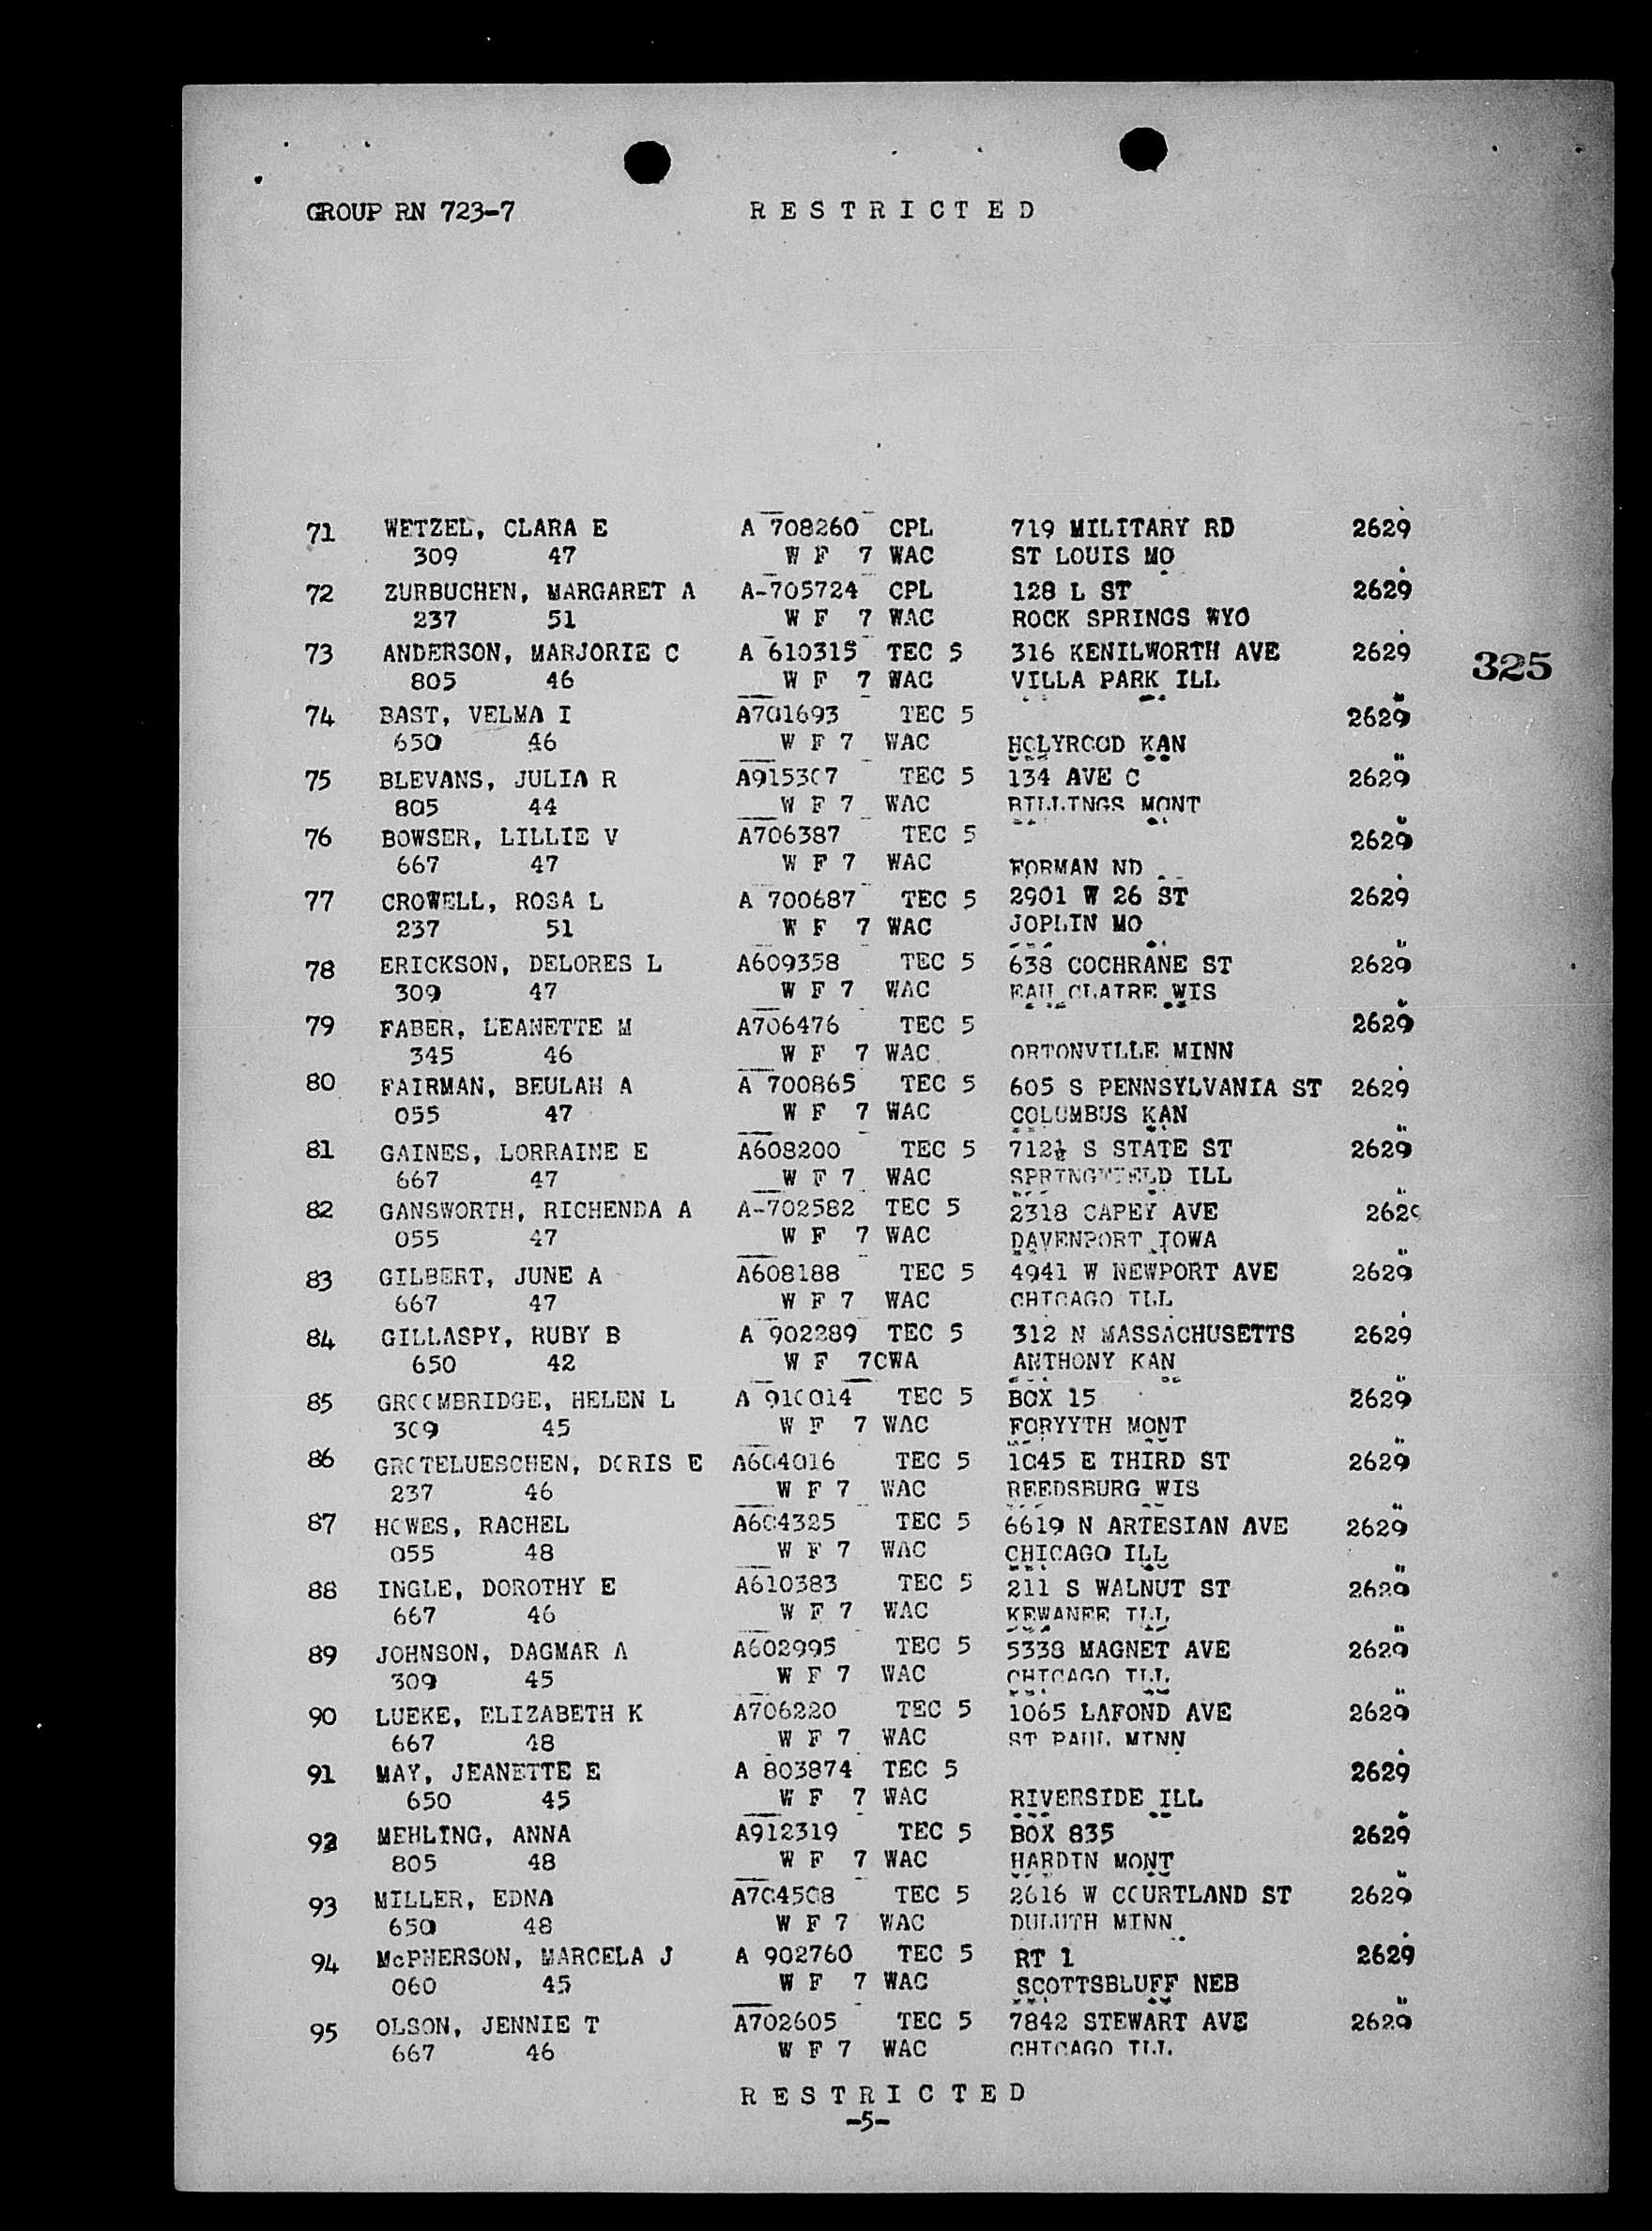 GROUP RN 723-7 RESTRICTED
71 WETZEL, CLARA E A 708260 CPL 719 MILITARY RD 2629
309 47 W F 7 WAC ST LOUIS MO
72 ZURBUCHEN, MARGARET A A-705724 CPL 128 L ST 2629
237 51 W F 7 WAC ROCK SPRINGS WYO
73 ANDERSON, MARJORIE C A 610315 TEC 5 316 KENILWORTH AVE 2629
805 46 W F 7 WAC VILLA PARK ILL
325
74 BAST, VELMA I A701693 TEC 5 2629
650 46 W F 7 WAC HOLYROOD KAN
75 BLEVANS, JULIA R A915307 TEC 5 134 AVE C 2629
805 44 W F 7 WAC BILLINGS MONT
76 BOWSER, LILLIE V A706387 TEC 5 2629
667 47 W F 7 WAC FORMAN ND
77 CROWELL, ROSA L A 700687 TEC 5 2901 W 26 ST 2629
237 51 W F 7 WAC JOPLIN MO
78 ERICKSON, DELORES L A609358 TEC 5 638 COCHRANE ST 2629
309 47 W F 7 WAC EAU CLAIRE WIS
79 FABER, LEANETTE M A706476 TEC 5 2629
345 46 W F 7 WAC ORTONVILLE MINN
80 FAIRMAN, BEULAH A A 700865 TEC 5 605 S PENNSYLVANIA ST 2629
055 47 W F 7 WAC COLUMBUS KAN
81 GAINES, LORRAINE E A608200 TEC 5 712½ S STATE ST 2629
667 47 W F 7 WAC SPRINGFIELD ILL
82 GANSWORTH, RICHENDA A A-702582 TEC 5 2318 CAPEY AVE 2629
055 47 W F 7 WAC DAVENPORT IOWA
83 GILBERT, JUNE A A608188 TEC 5 4941 W NEWPORT AVE 2629
667 47 W F 7 WAC CHICAGO ILL
84 GILLASPY, RUBY B A 902289 TEC 5 312 N MASSACHUSETTS 2629
650 42 W F 7CWA ANTHONY KAN
85 GROOMBRIDGE, HELEN L A 910014 TEC 5 BOX 15 2629
309 45 W F 7 WAC FORYYTH MONT
86 GROTELUESCHEN, DORIS E A604016 TEC 5 1045 E THIRD ST 2629
237 46 W F 7 WAC REEDSBURG WIS
87 HOWES, RACHEL A604325 TEC 5 6619 N ARTESIAN AVE 2629
055 48 W F 7 WAC CHICAGO ILL
88 INGLE, DOROTHY E A610383 TEC 5 211 S WALNUT ST 2629
667 46 W F 7 WAC KEWANEE ILL
89 JOHNSON, DAGMAR A A602995 TEC 5 5338 MAGNET AVE 2629
309 45 W F 7 WAC CHICAGO ILL
90 LUEKE, ELIZABETH K A706220 TEC 5 1065 LAFOND AVE 2629
667 48 W F 7 WAC ST PAUL MINN
91 MAY, JEANETTE E A 803874 TEC 5 2629
650 45 W F 7 WAC RIVERSIDE ILL
92 MEHLING, ANNA A912319 TEC 5 BOX 835 2629
805 48 W F 7 WAC HARDIN MONT
93 MILLER, EDNA A704508 TEC 5 2616 W COURTLAND ST 2629
650 48 W F 7 WAC DULUTH MINN
94 McPHERSON, MARCELA J A 902760 TEC 5 RT 1 2629
060 45 W F 7 WAC SCOTTSBLUFF NEB
95 OLSON, JENNIE T A702605 TEC 5 7842 STEWART AVE 2629
667 46 W F 7 WAC CHICAGO ILL
RESTRICTED
-5-